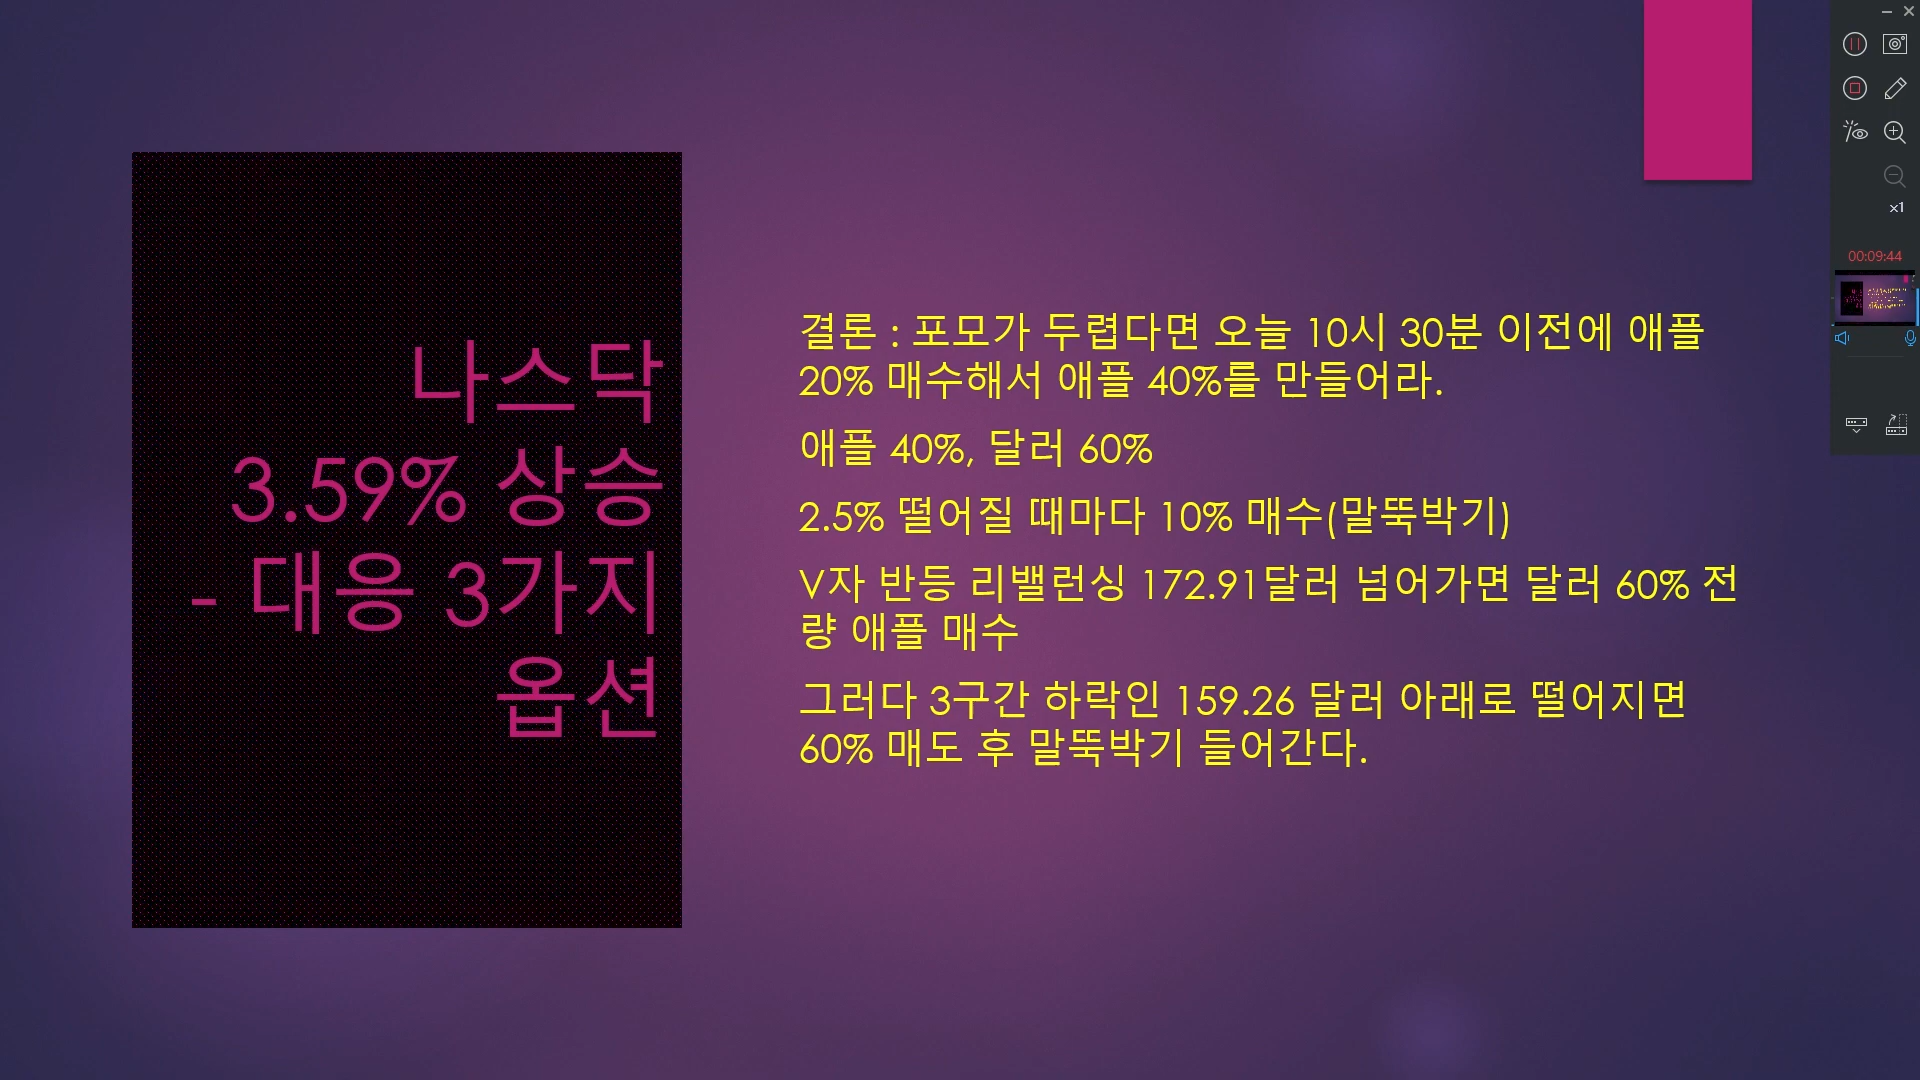 나스닥
3.59% 상승
- 대응 3가지
옵션
결론 : 포모가 두렵다면 오늘 10시 30분 이전에 애플
20% 매수해서 애플 40%를 만들어라.
애플 40%, 달러 60%
2.5% 떨어질 때마다 10% 매수(말뚝박기)
V자 반등 리밸런싱 172.91달러 넘어가면 달러 60% 전
량 애플 매수
그러다 3구간 하락인 159.26 달러 아래로 떨어지면
60% 매도 후 말뚝박기 들어간다.
x1
00:09:44